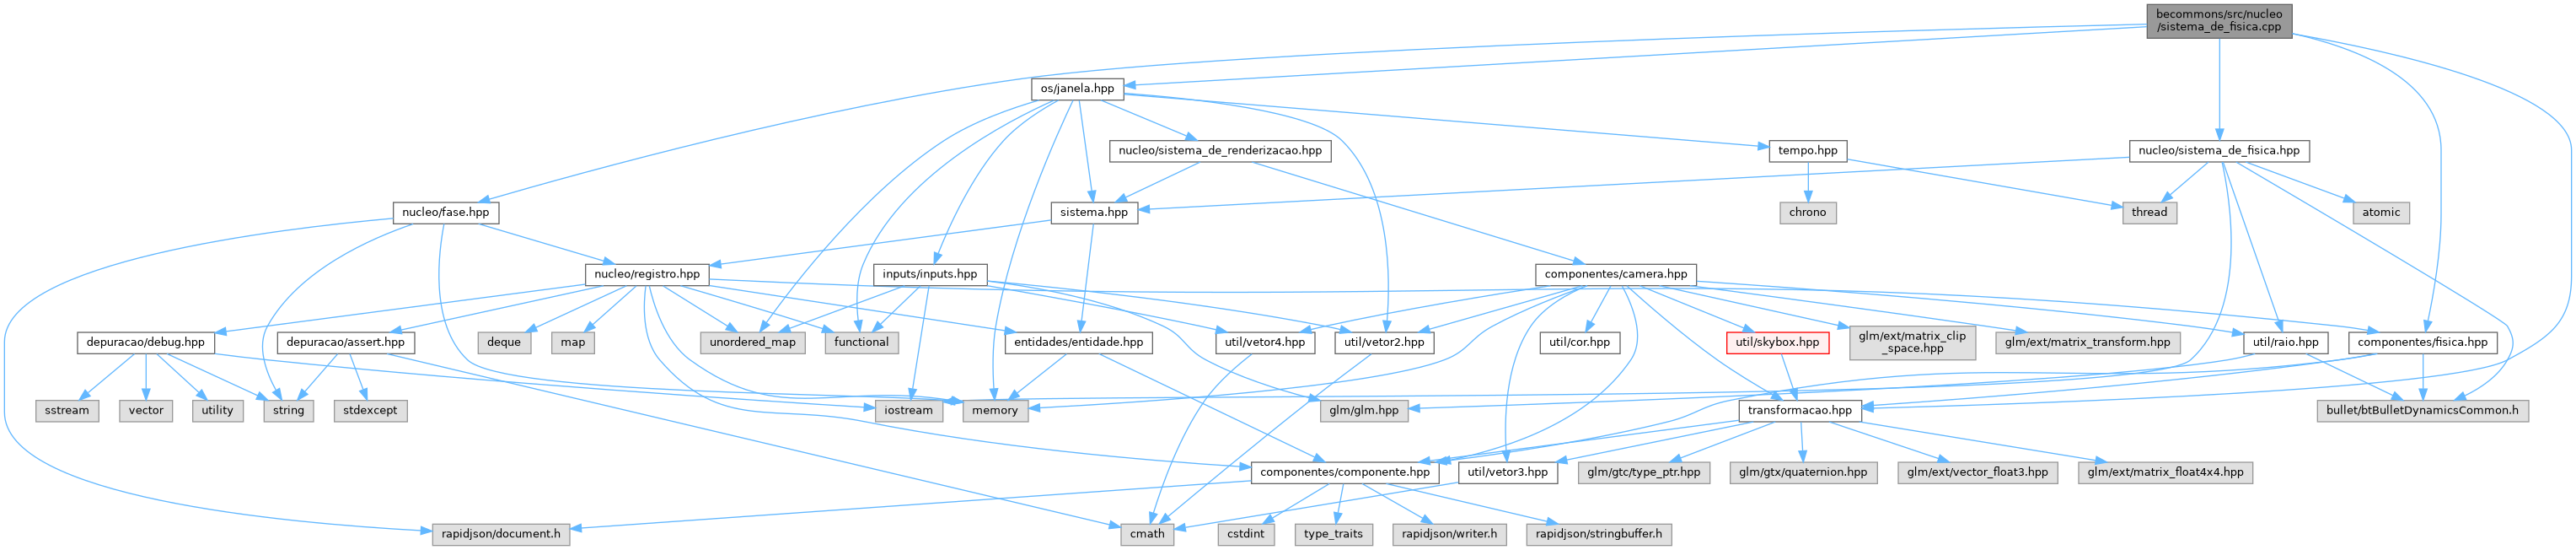 becommons/src/nucleo
/sistema_de_fisica.cpp
os/janela.hpp
nucleo/sistema_de_renderizacao.hpp
tempo.hpp
nucleo/sistema_de_fisica.hpp
nucleo/fase.hpp
sistema.hpp
chrono
thread
atomic
nucleo/registro.hpp
inputs/inputs.hpp
componentes/camera.hpp
depuracao/debug.hpp
depuracao/assert.hpp
deque
map
unordered_map
functional
entidades/entidade.hpp
util/vetor4.hpp
util/vetor2.hpp
util/cor.hpp
util/skybox.hpp
glm/ext/matrix_clip
_space.hpp
glm/ext/matrix_transform.hpp
util/raio.hpp
componentes/fisica.hpp
sstream
vector
utility
string
stdexcept
iostream
memory
glm/glm.hpp
transformacao.hpp
bullet/btBulletDynamicsCommon.h
componentes/componente.hpp
util/vetor3.hpp
glm/gtc/type_ptr.hpp
glm/gtx/quaternion.hpp
glm/ext/vector_float3.hpp
glm/ext/matrix_float4x4.hpp
rapidjson/document.h
cmath
cstdint
type_traits
rapidjson/writer.h
rapidjson/stringbuffer.h